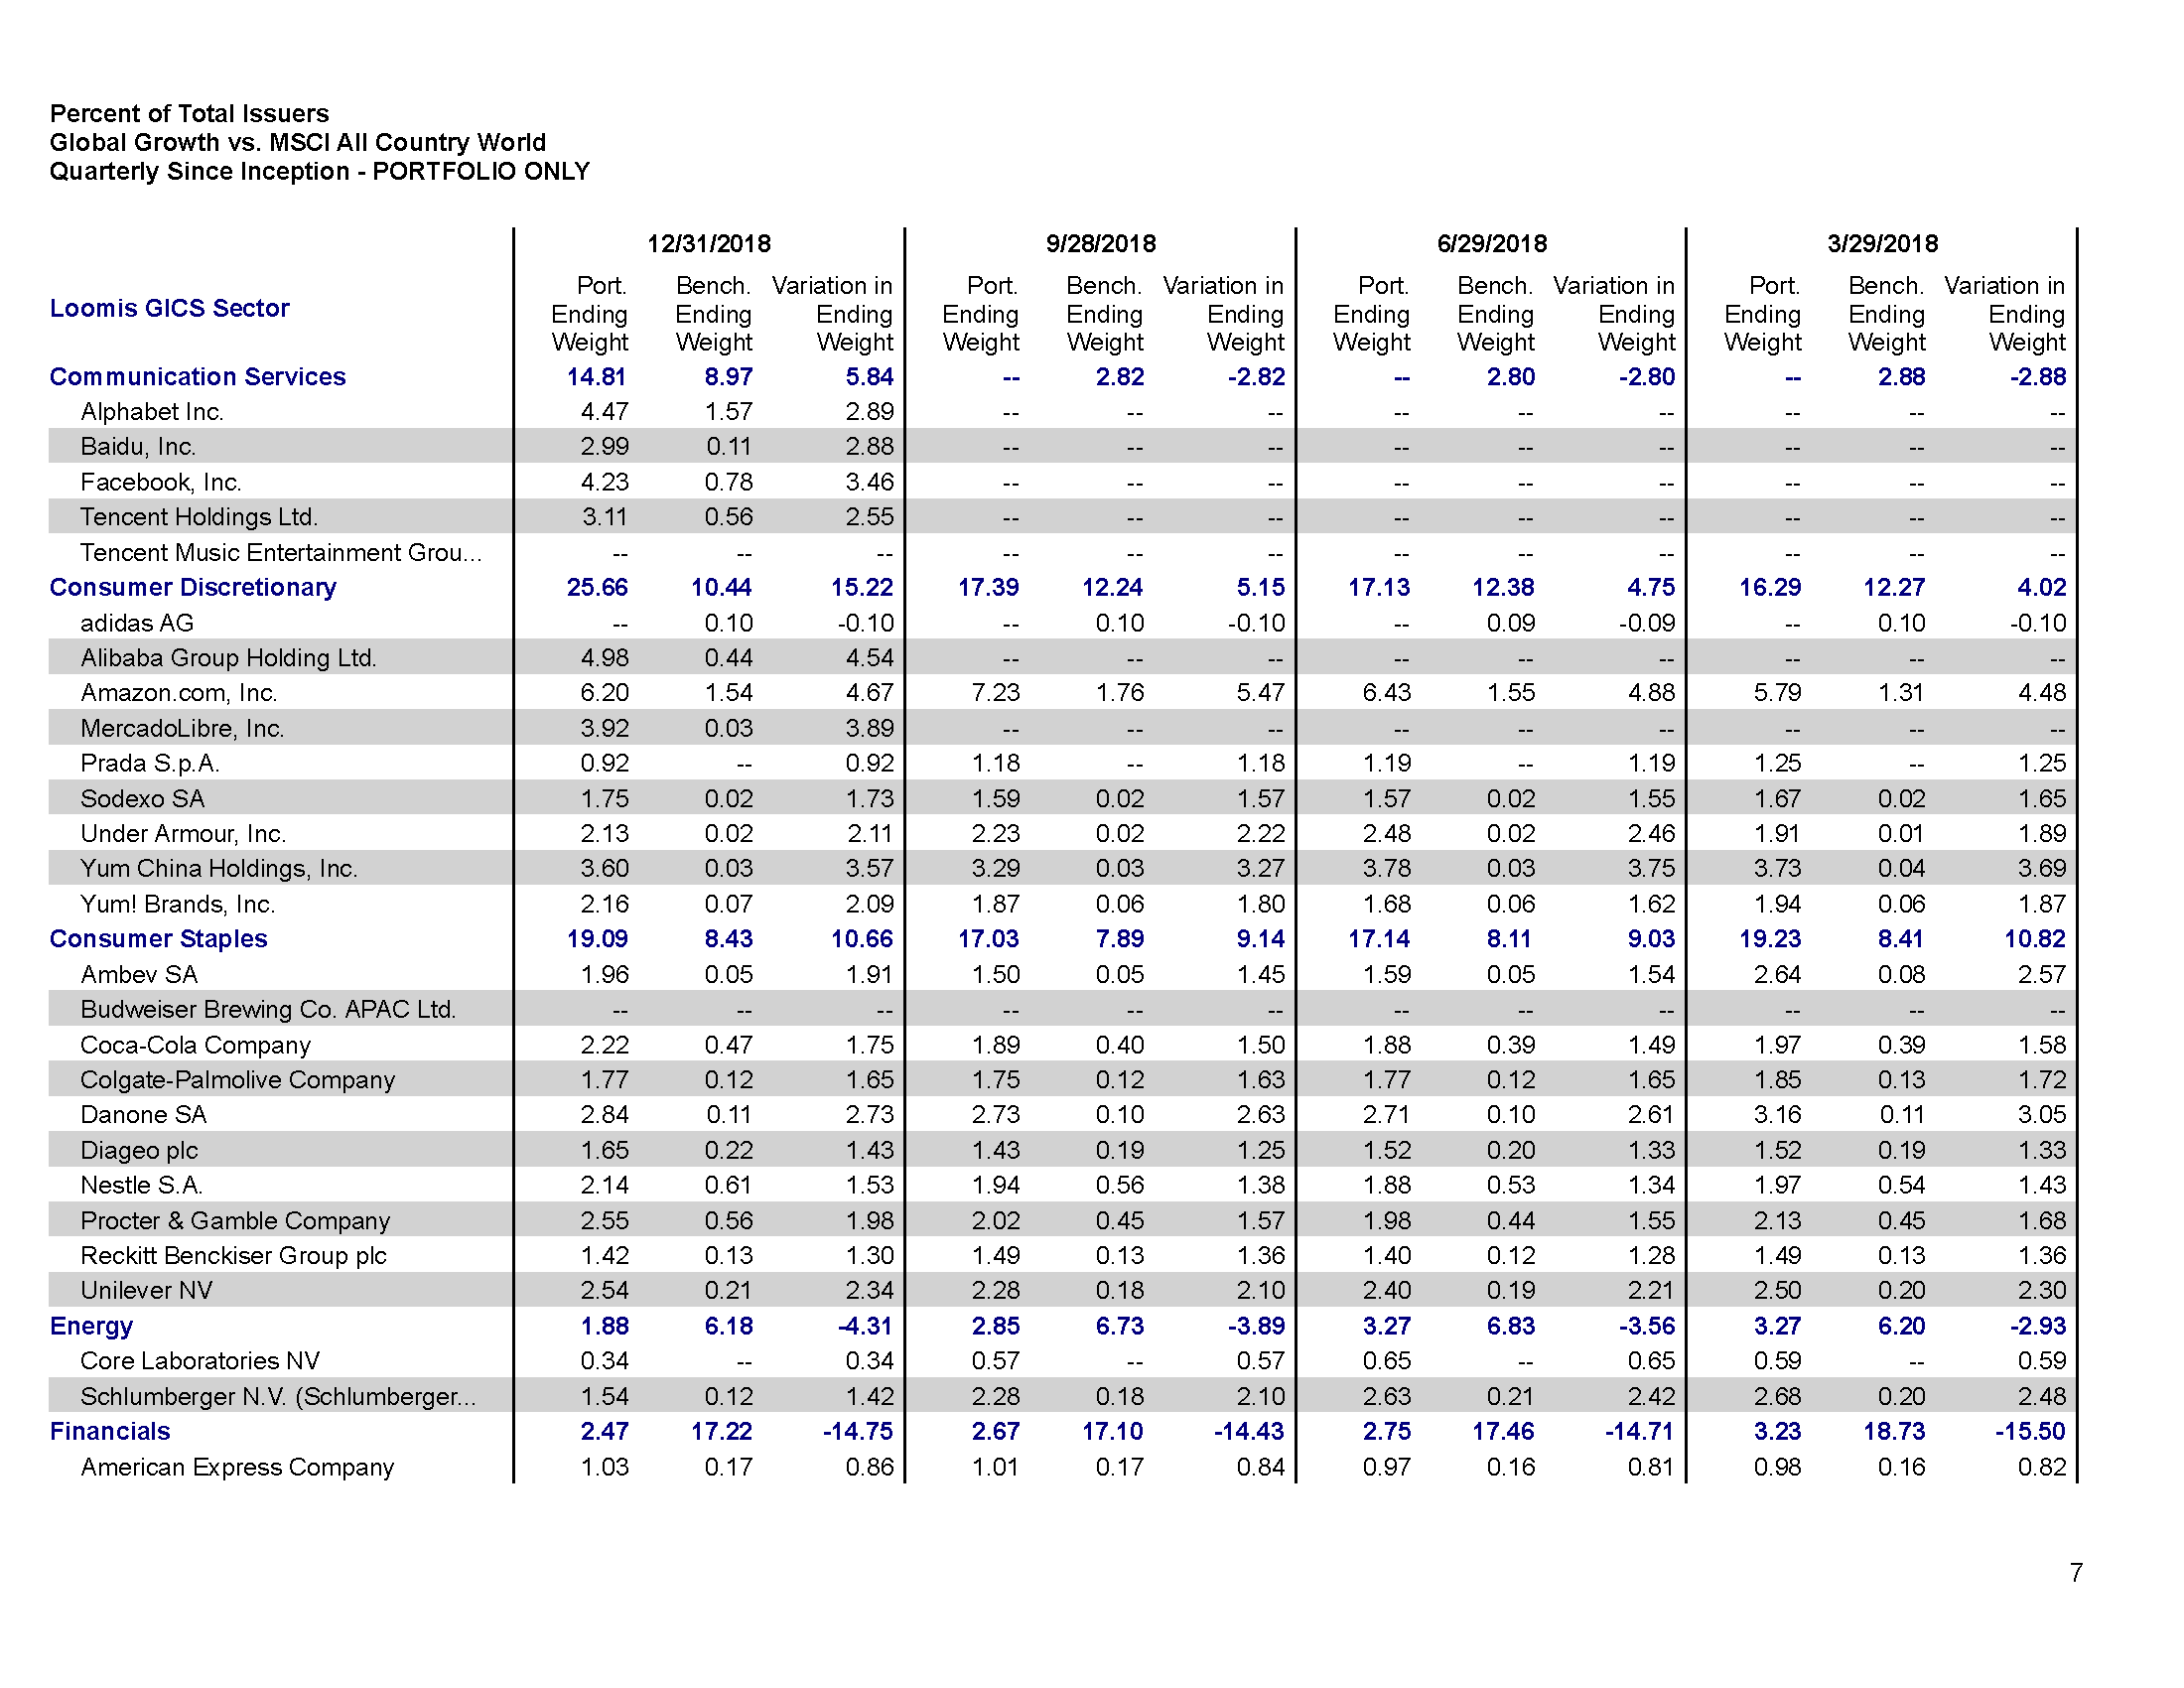 Percent of Total Issuers
Global Growth vs. MSCI All Country World
Quarterly Since Inception - PORTFOLIO ONLY
12/31/2018 9/28/2018 6/29/2018 3/29/2018
Loomis GICS Sector
Port. Bench. Variation in Port. Bench. Variation in Port. Bench. Variation in Port. Bench. Variation in
Ending Ending Ending Ending Ending Ending Ending Ending Ending Ending Ending Ending
Weight Weight Weight Weight Weight Weight Weight Weight Weight Weight Weight Weight
Communication Services 14.81 8.97 5.84 -- 2.82 -2.82 -- 2.80 -2.80 -- 2.88 -2.88
Alphabet Inc. 4.47 1.57 2.89 -- -- -- -- -- -- -- -- --
Baidu, Inc. 2.99 0.11 2.88 -- -- -- -- -- -- -- -- --
Facebook, Inc. 4.23 0.78 3.46 -- -- -- -- -- -- -- -- --
Tencent Holdings Ltd. 3.11 0.56 2.55 -- -- -- -- -- -- -- -- --
Tencent Music Entertainment Grou... -- -- -- -- -- -- -- -- -- -- -- --
Consumer Discretionary 25.66 10.44 15.22 17.39 12.24 5.15 17.13 12.38 4.75 16.29 12.27 4.02
adidas AG -- 0.10 -0.10 -- 0.10 -0.10 -- 0.09 -0.09 -- 0.10 -0.10
Alibaba Group Holding Ltd. 4.98 0.44 4.54 -- -- -- -- -- -- -- -- --
Amazon.com, Inc. 6.20 1.54 4.67 7.23 1.76 5.47 6.43 1.55 4.88 5.79 1.31 4.48
MercadoLibre, Inc. 3.92 0.03 3.89 -- -- -- -- -- -- -- -- --
Prada S.p.A. 0.92 -- 0.92 1.18 -- 1.18 1.19 -- 1.19 1.25 -- 1.25
Sodexo SA 1.75 0.02 1.73 1.59 0.02 1.57 1.57 0.02 1.55 1.67 0.02 1.65
Under Armour, Inc. 2.13 0.02 2.11 2.23 0.02 2.22 2.48 0.02 2.46 1.91 0.01 1.89
Yum China Holdings, Inc. 3.60 0.03 3.57 3.29 0.03 3.27 3.78 0.03 3.75 3.73 0.04 3.69
Yum! Brands, Inc. 2.16 0.07 2.09 1.87 0.06 1.80 1.68 0.06 1.62 1.94 0.06 1.87
Consumer Staples 19.09 8.43 10.66 17.03 7.89 9.14 17.14 8.11 9.03 19.23 8.41 10.82
Ambev SA 1.96 0.05 1.91 1.50 0.05 1.45 1.59 0.05 1.54 2.64 0.08 2.57
Budweiser Brewing Co. APAC Ltd. -- -- -- -- -- -- -- -- -- -- -- --
Coca-Cola Company 2.22 0.47 1.75 1.89 0.40 1.50 1.88 0.39 1.49 1.97 0.39 1.58
Colgate-Palmolive Company 1.77 0.12 1.65 1.75 0.12 1.63 1.77 0.12 1.65 1.85 0.13 1.72
Danone SA 2.84 0.11 2.73 2.73 0.10 2.63 2.71 0.10 2.61 3.16 0.11 3.05
Diageo plc 1.65 0.22 1.43 1.43 0.19 1.25 1.52 0.20 1.33 1.52 0.19 1.33
Nestle S.A. 2.14 0.61 1.53 1.94 0.56 1.38 1.88 0.53 1.34 1.97 0.54 1.43
Procter & Gamble Company 2.55 0.56 1.98 2.02 0.45 1.57 1.98 0.44 1.55 2.13 0.45 1.68
Reckitt Benckiser Group plc 1.42 0.13 1.30 1.49 0.13 1.36 1.40 0.12 1.28 1.49 0.13 1.36
Unilever NV 2.54 0.21 2.34 2.28 0.18 2.10 2.40 0.19 2.21 2.50 0.20 2.30
Energy 1.88 6.18 -4.31 2.85 6.73 -3.89 3.27 6.83 -3.56 3.27 6.20 -2.93
Core Laboratories NV 0.34 -- 0.34 0.57 -- 0.57 0.65 -- 0.65 0.59 -- 0.59
Schlumberger N.V. (Schlumberger... 1.54 0.12 1.42 2.28 0.18 2.10 2.63 0.21 2.42 2.68 0.20 2.48
Financials 2.47 17.22 -14.75 2.67 17.10 -14.43 2.75 17.46 -14.71 3.23 18.73 -15.50
American Express Company 1.03 0.17 0.86 1.01 0.17 0.84 0.97 0.16 0.81 0.98 0.16 0.82
7